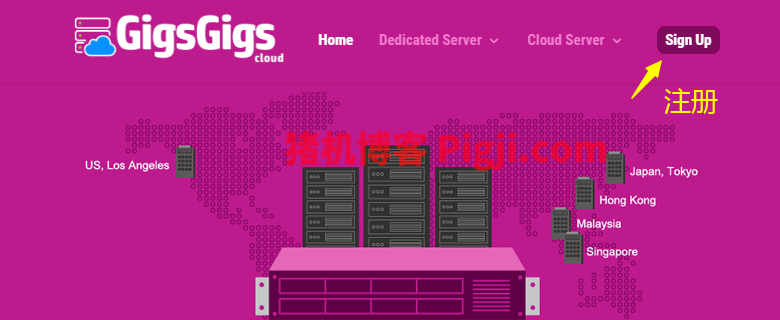 GigsGigs
cloud
Home
Dedicated Server
Cloud Server
Sign Up
注册
猪机博客 Pigji.com
US, Los Angeles
Japan, Tokyo
Hong Kong
Malaysia
Singapore